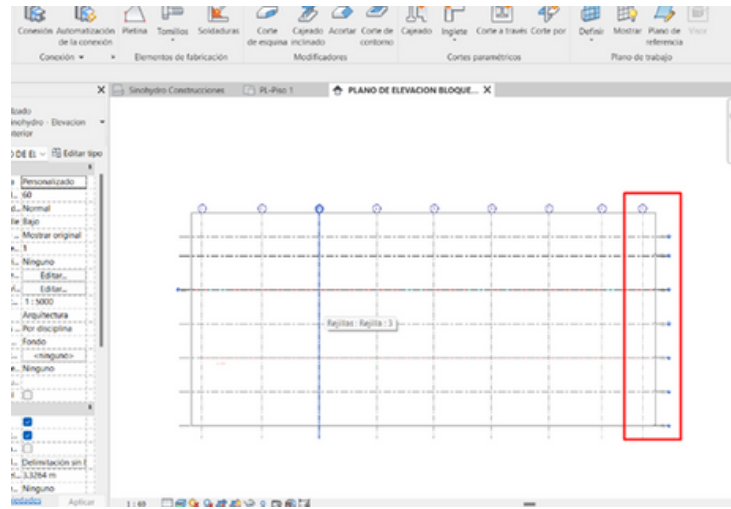 Conexión Automatización de la conexión Pletina Tornillos Soldaduras Corte de esquina Cajeado inclinado Acortar Corte de contorno Cajeado Inglete Corte a través Corte por Definir Mostrar Plano de referencia Visor
Conexión Elementos de fabricación Modificadores Cortes paramétricos Plano de trabajo
Sinohydro Construcciones PL-Piso 1 PLANO DE ELEVACION BLOQUE... X
Elevacion
Editar tipo
Personalizado
60
Normal
Bajo
Mostrar original
1
Ninguno
Editar...
Editar...
1 : 5000
Arquitectura
Por disciplina
Fondo
<ninguno>
Ninguno
Rejillas : Rejilla : 3
Delimitación sin
3.3264 m
Ninguno
Aplicar
1 : 60